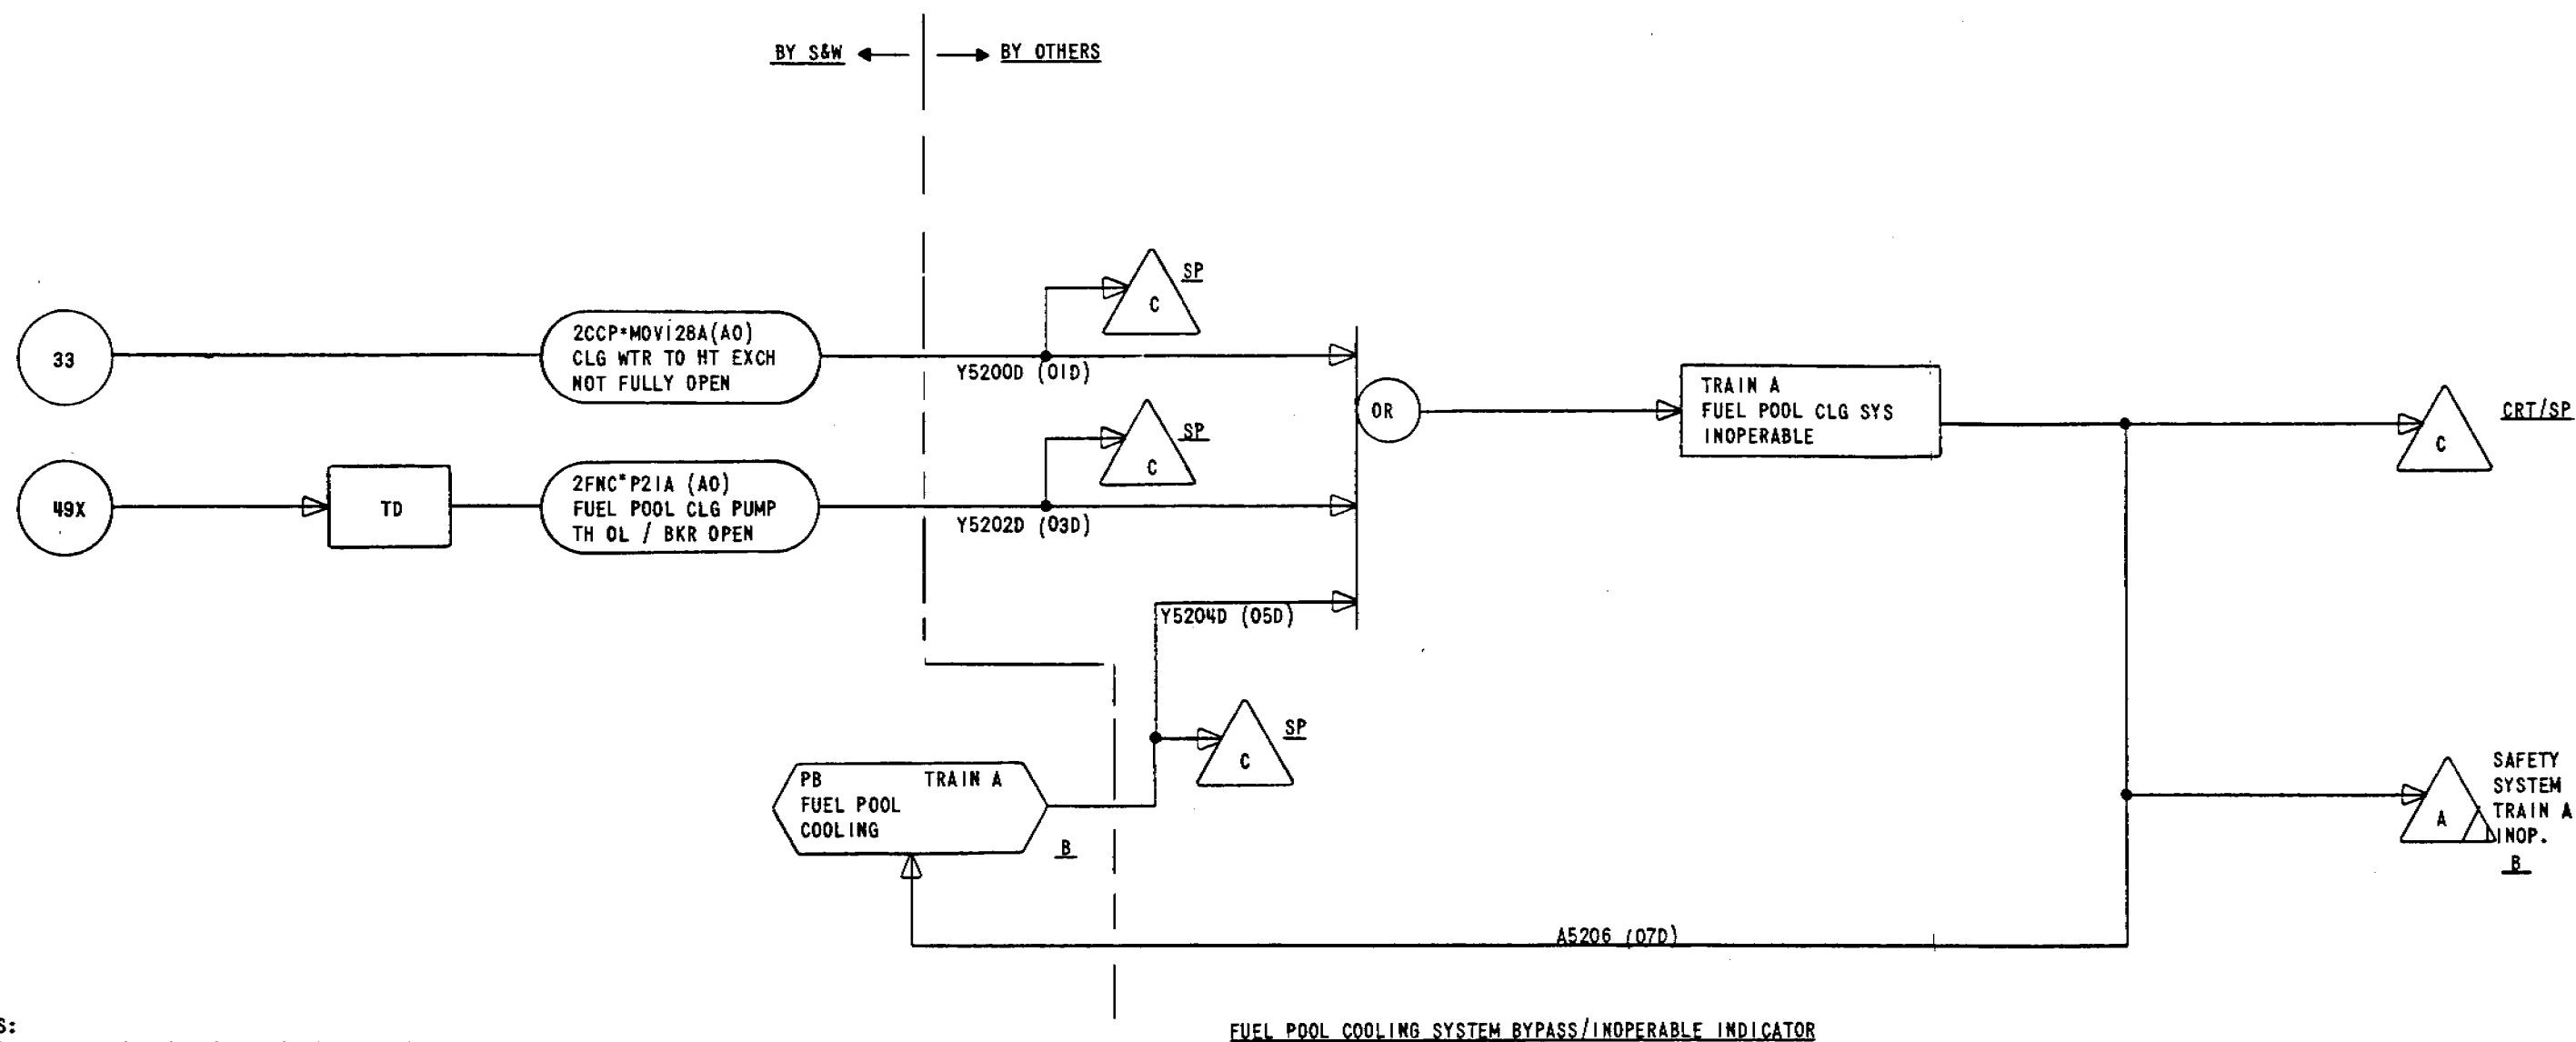 BY S&W
BY OTHERS
SP
C
33
2CCP*MOV128A(AO)
CLG WTR TO HT EXCH
NOT FULLY OPEN
Y5200D (01D)
SP
C
OR
TRAIN A
FUEL POOL CLG SYS
INOPERABLE
CRT/SP
C
49X
TD
2FNC*P21A (AO)
FUEL POOL CLG PUMP
TH OL / BKR OPEN
Y5202D (03D)
Y5204D (05D)
SP
C
PB TRAIN A
FUEL POOL
COOLING
B
SAFETY
SYSTEM
TRAIN A
INOP.
A
B
A5206 (07D)
S:
FUEL POOL COOLING SYSTEM BYPASS/INOPERABLE INDICATOR